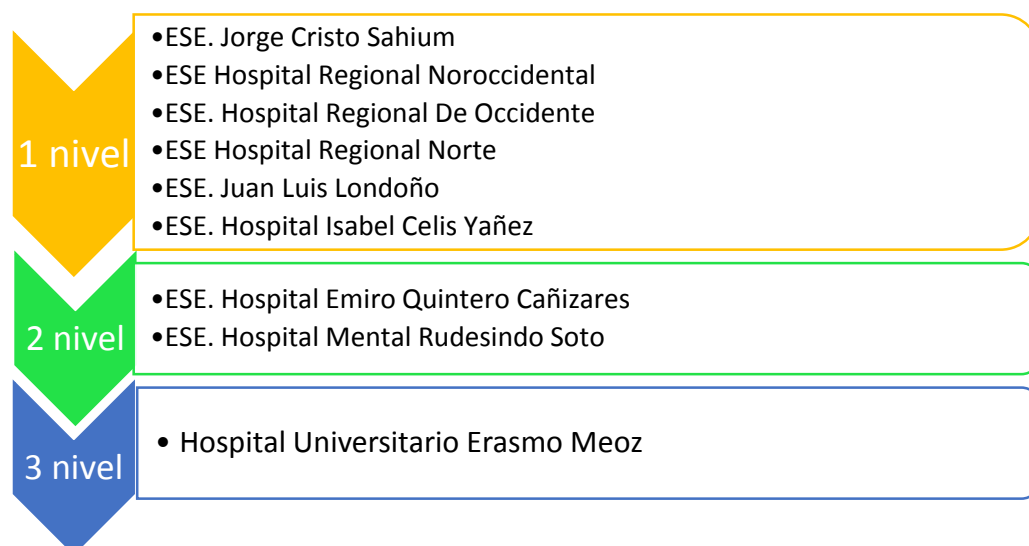 1 nivel
•ESE. Jorge Cristo Sahium
•ESE Hospital Regional Noroccidental
•ESE. Hospital Regional De Occidente
•ESE Hospital Regional Norte
•ESE. Juan Luis Londoño
•ESE. Hospital Isabel Celis Yañez
2 nivel
•ESE. Hospital Emiro Quintero Cañizares
•ESE. Hospital Mental Rudesindo Soto
3 nivel
• Hospital Universitario Erasmo Meoz